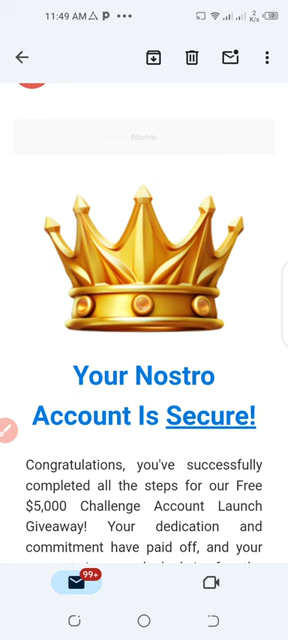 11:49 AM
2
K/s
Nostro
Your Nostro
Account Is Secure!
Congratulations, you've successfully
completed all the steps for our Free
$5,000 Challenge Account Launch
Giveaway! Your dedication and
commitment have paid off, and your
99+